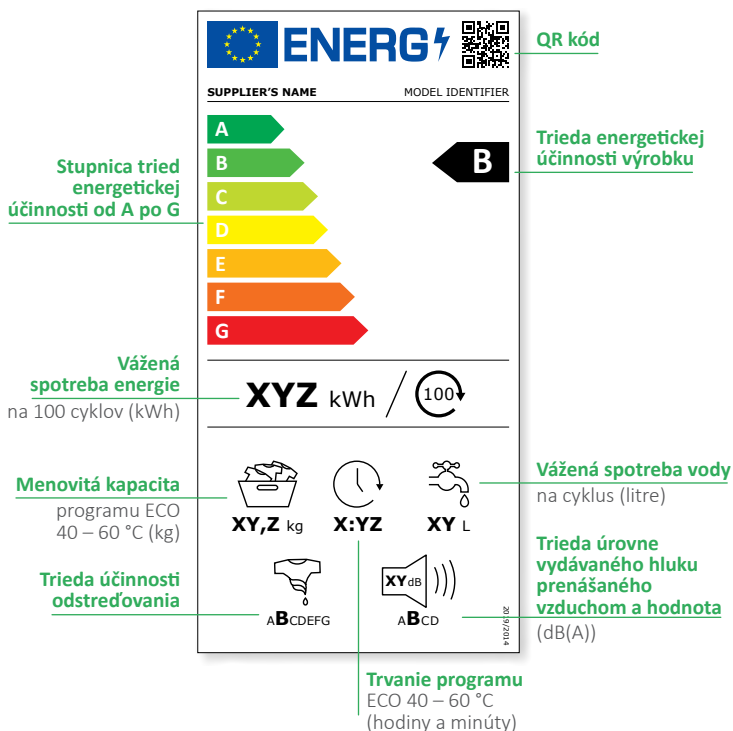 ENERG
QR kód
SUPPLIER'S NAME
MODEL IDENTIFIER
A
B
C
D
E
F
G
B
Stupnica tried
energetickej
účinnosti od A po G
Trieda energetickej
účinnosti výrobku
Vážená
spotreba energie
na 100 cyklov (kWh)
XYZ kWh / 100
Menovitá kapacita
programu ECO
40 – 60 °C (kg)
XY,Z kg
X:YZ
XY L
Vážená spotreba vody
na cyklus (litre)
Trieda účinnosti
odstreďovania
ABCDEFG
XYdB
ABCD
Trieda úrovne
vydávaného hluku
prenášaného
vzduchom a hodnota
(dB(A))
2019/2014
Trvanie programu
ECO 40 – 60 °C
(hodiny a minúty)